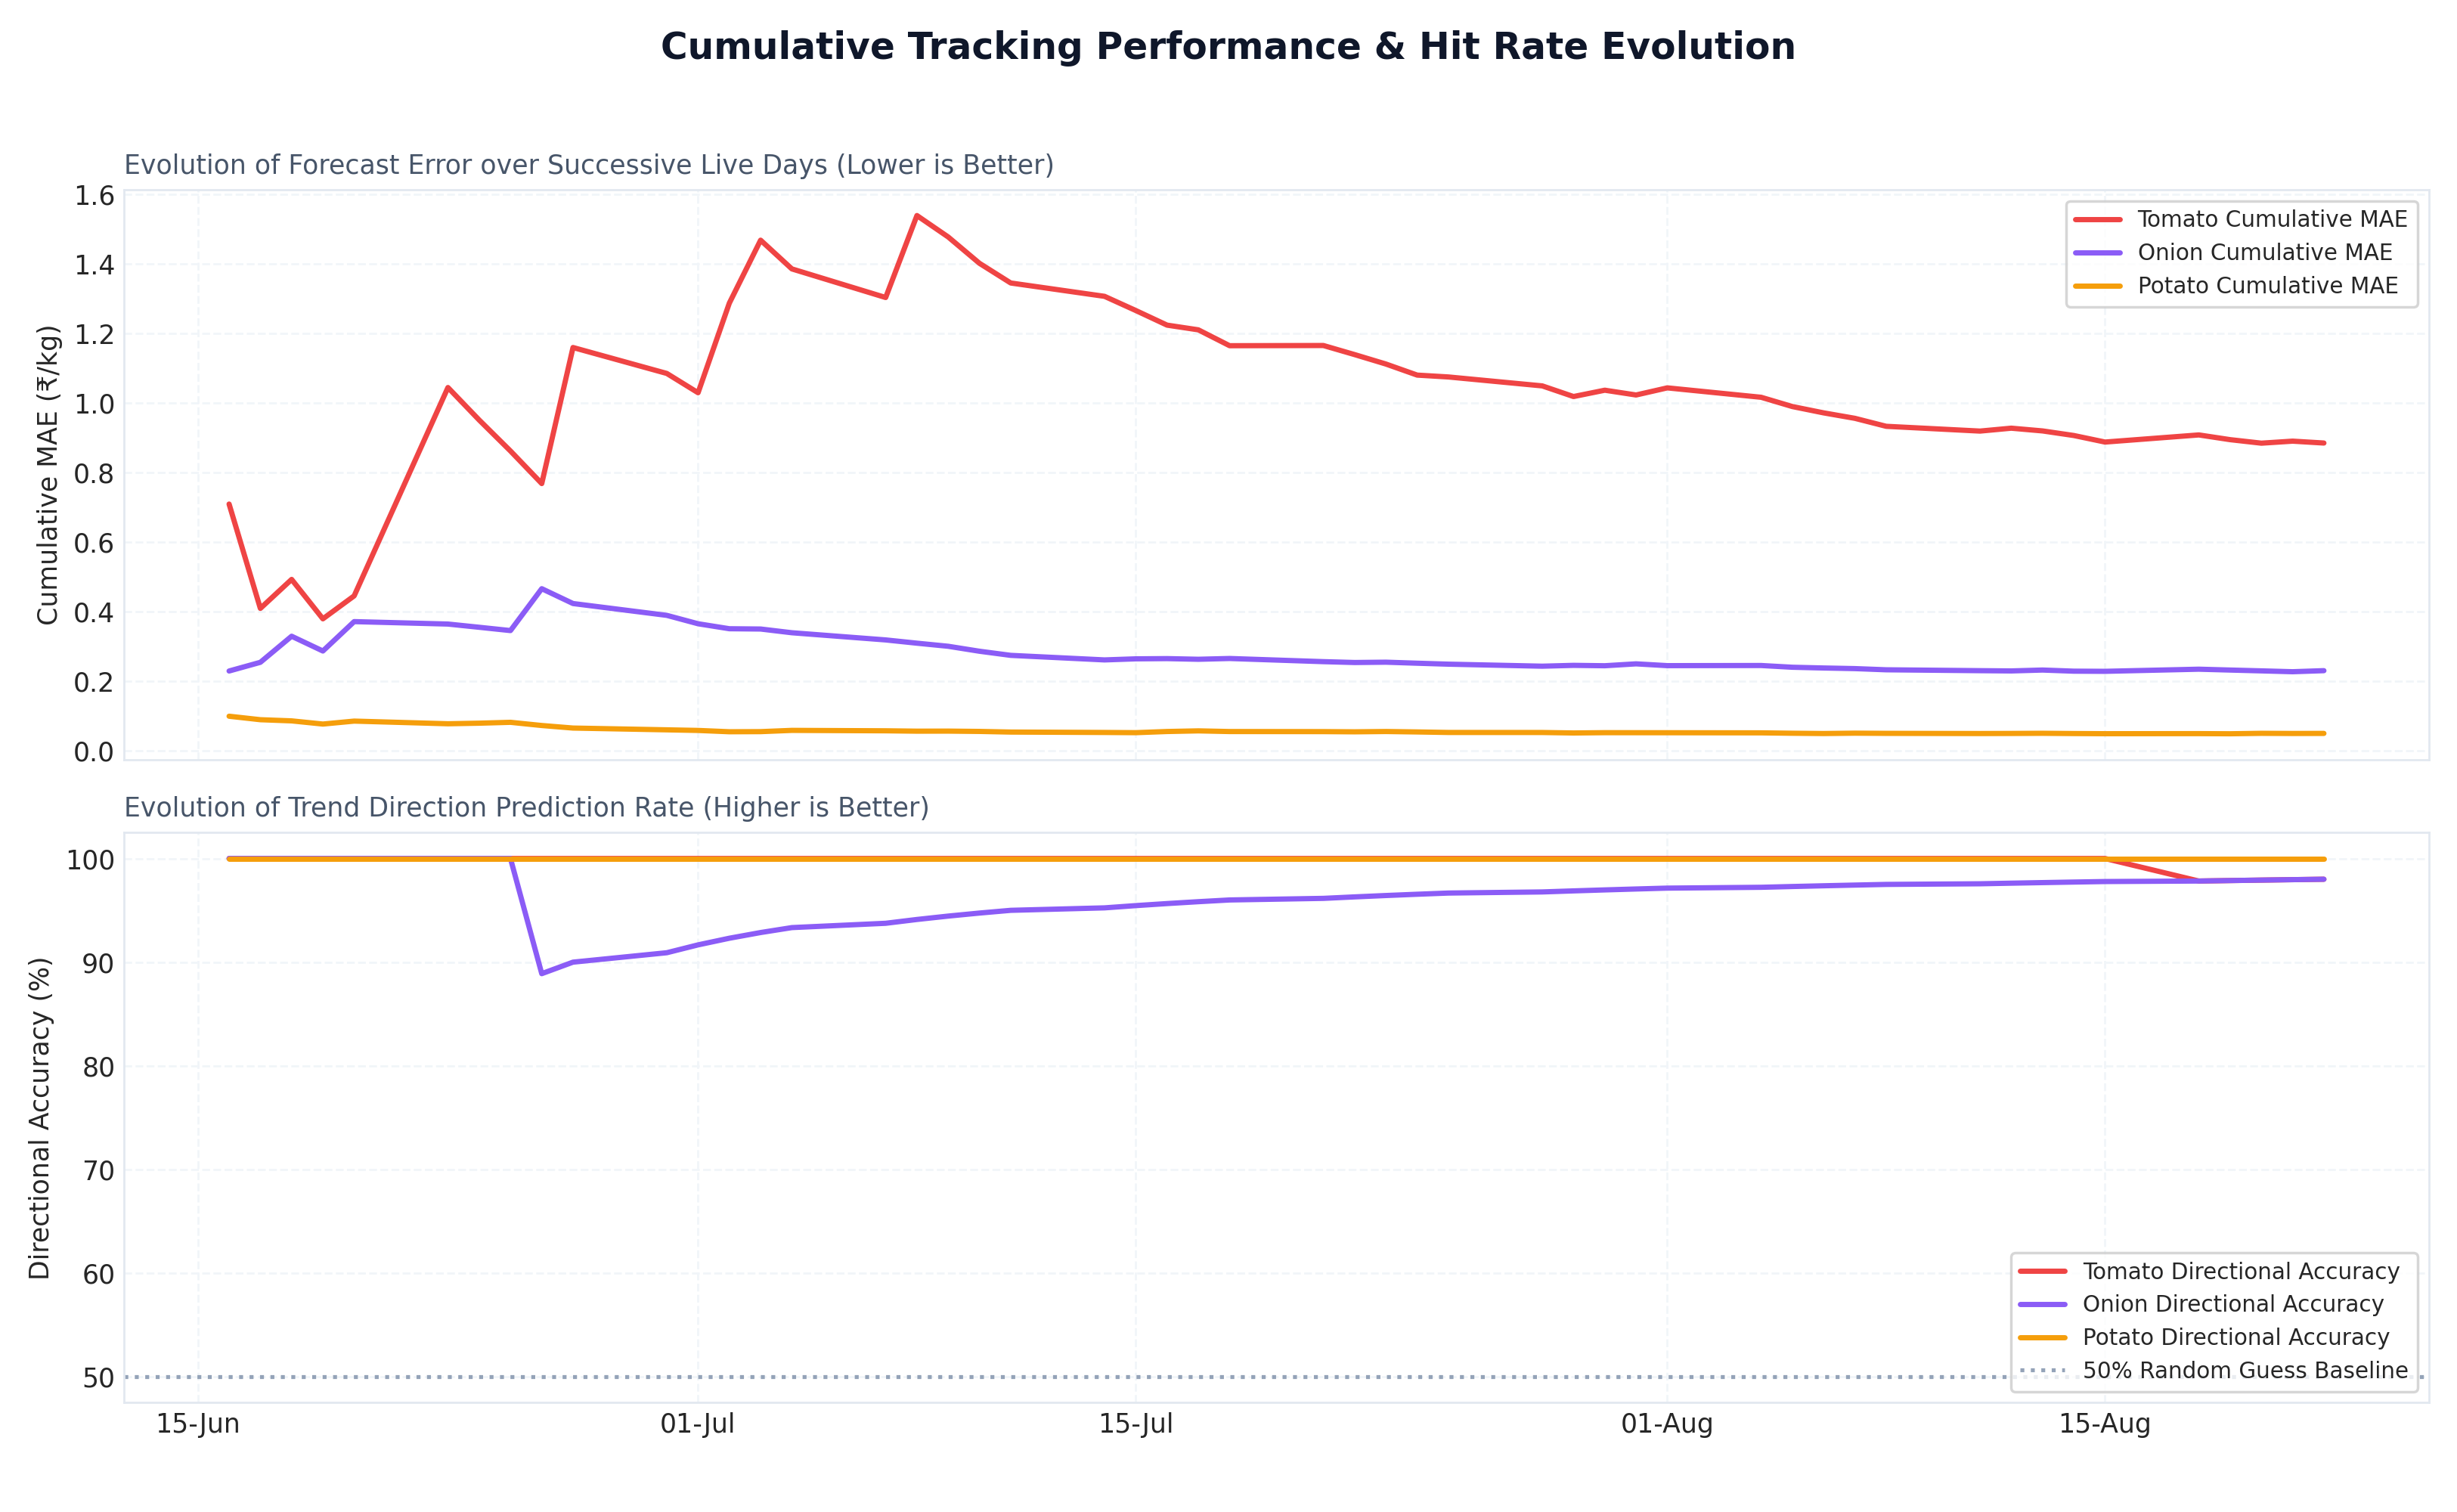 Cumulative Tracking Performance & Hit Rate Evolution
Evolution of Forecast Error over Successive Live Days (Lower is Better)
Cumulative MAE (₹/kg)
1.6
1.4
1.2
1.0
0.8
0.6
0.4
0.2
0.0
Tomato Cumulative MAE
Onion Cumulative MAE
Potato Cumulative MAE
Evolution of Trend Direction Prediction Rate (Higher is Better)
Directional Accuracy (%)
100
90
80
70
60
50
Tomato Directional Accuracy
Onion Directional Accuracy
Potato Directional Accuracy
50% Random Guess Baseline
15-Jun
01-Jul
15-Jul
01-Aug
15-Aug